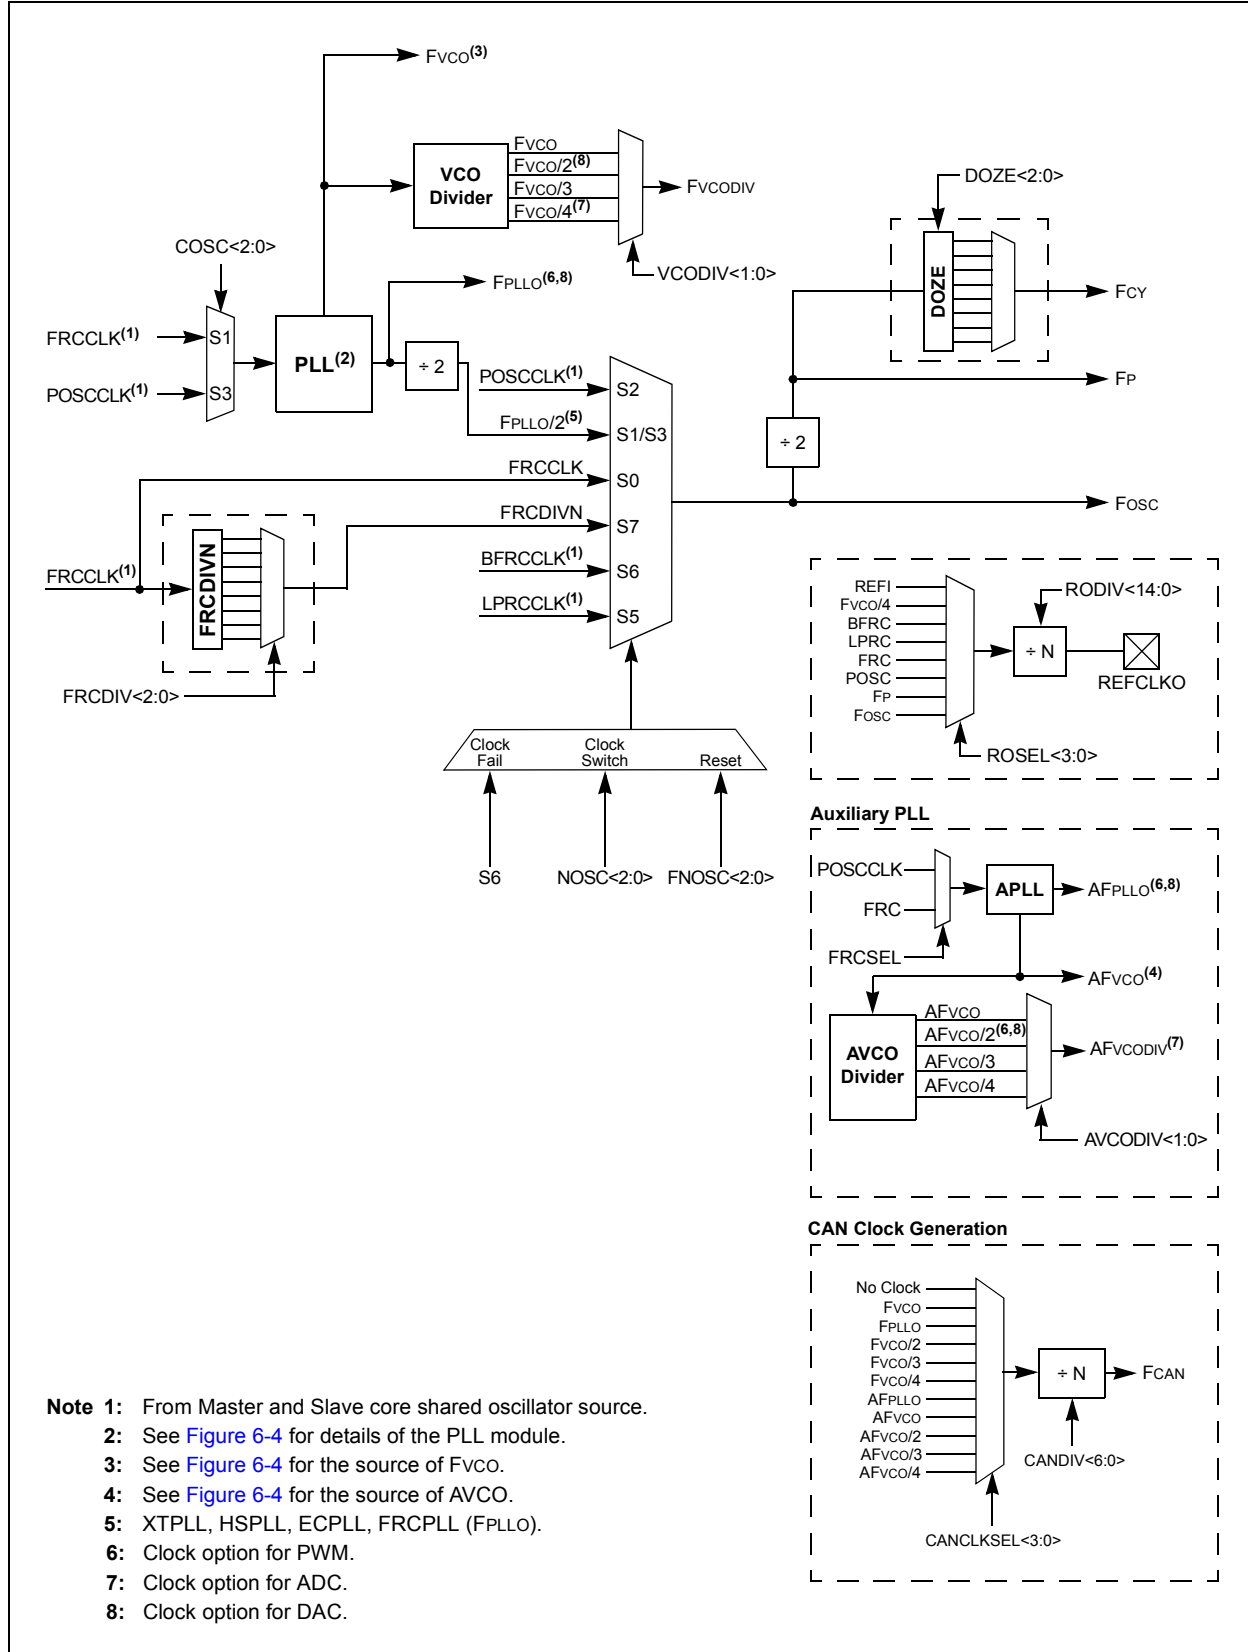 FVCO(3)
VCO
Divider
FVCO
FVCO/2(8)
FVCO/3
FVCO/4(7)
FVCODIV
VCODIV<1:0>
COSC<2:0>
FRCCLK(1)
POSCCLK(1)
S1
S3
PLL(2)
FPLLO(6,8)
÷ 2
DOZE<2:0>
DOZE
FCY
FP
÷ 2
FOSC
POSCCLK(1)
S2
FPLLO/2(5)
S1/S3
FRCCLK
S0
FRCDIVN
S7
BFRCCLK(1)
S6
LPRCCLK(1)
S5
FRCCLK(1)
FRCDIVN
FRCDIV<2:0>
Clock
Fail
Clock
Switch
Reset
S6
NOSC<2:0>
FNOSC<2:0>
REFI
FVCO/4
BFRC
LPRC
FRC
POSC
FP
FOSC
RODIV<14:0>
÷ N
REFCLKO
ROSEL<3:0>
Auxiliary PLL
POSCCLK
FRC
FRCSEL
APLL
AFPLLO(6,8)
AFVCO(4)
AVCO
Divider
AFVCO
AFVCO/2(6,8)
AFVCO/3
AFVCO/4
AFVCODIV(7)
AVCODIV<1:0>
CAN Clock Generation
No Clock
FVCO
FPLLO
FVCO/2
FVCO/3
FVCO/4
AFPLLO
AFVCO
AFVCO/2
AFVCO/3
AFVCO/4
÷ N
FCAN
CANDIV<6:0>
CANCLKSEL<3:0>
Note 1: From Master and Slave core shared oscillator source.
2: See Figure 6-4 for details of the PLL module.
3: See Figure 6-4 for the source of FVCO.
4: See Figure 6-4 for the source of AVCO.
5: XTPLL, HSPLL, ECPLL, FRCPLL (FPLLO).
6: Clock option for PWM.
7: Clock option for ADC.
8: Clock option for DAC.